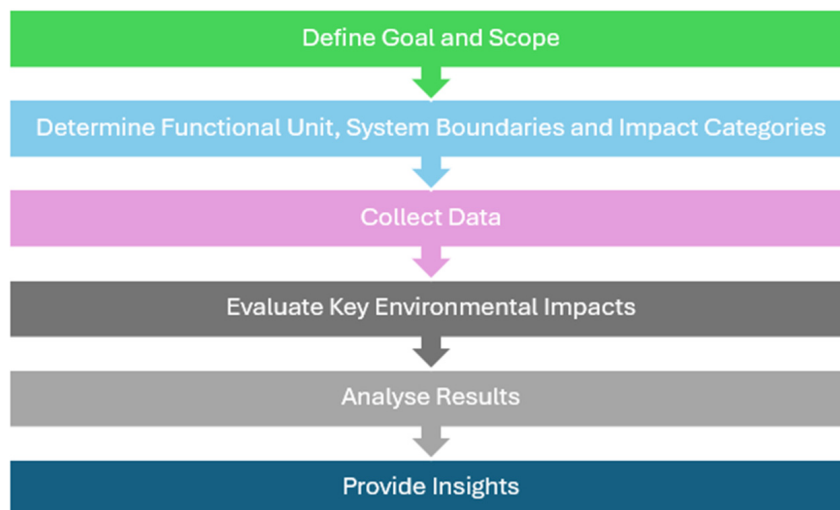 Define Goal and Scope
Determine Functional Unit, System Boundaries and Impact Categories
Collect Data
Evaluate Key Environmental Impacts
Analyse Results
Provide Insights